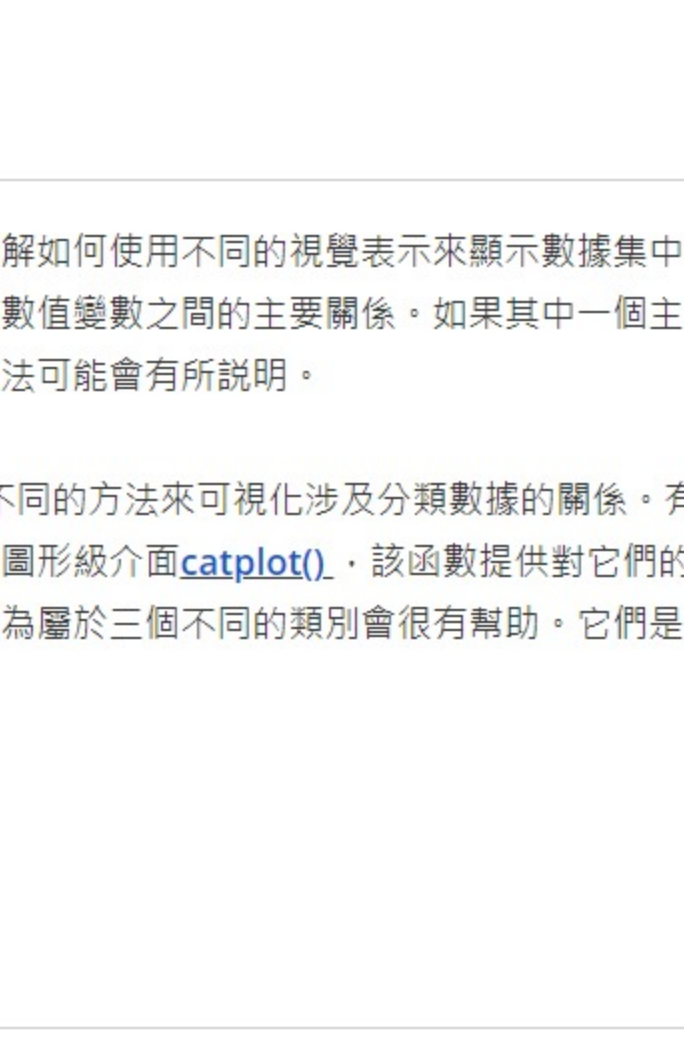 解如何使用不同的視覺表示來顯示數據集中
數值變數之間的主要關係。如果其中一個主
法可能會有所説明。
不同的方法來可視化涉及分類數據的關係。有
圖形級介面catplot() ，該函數提供對它們的
為屬於三個不同的類別會很有幫助。它們是